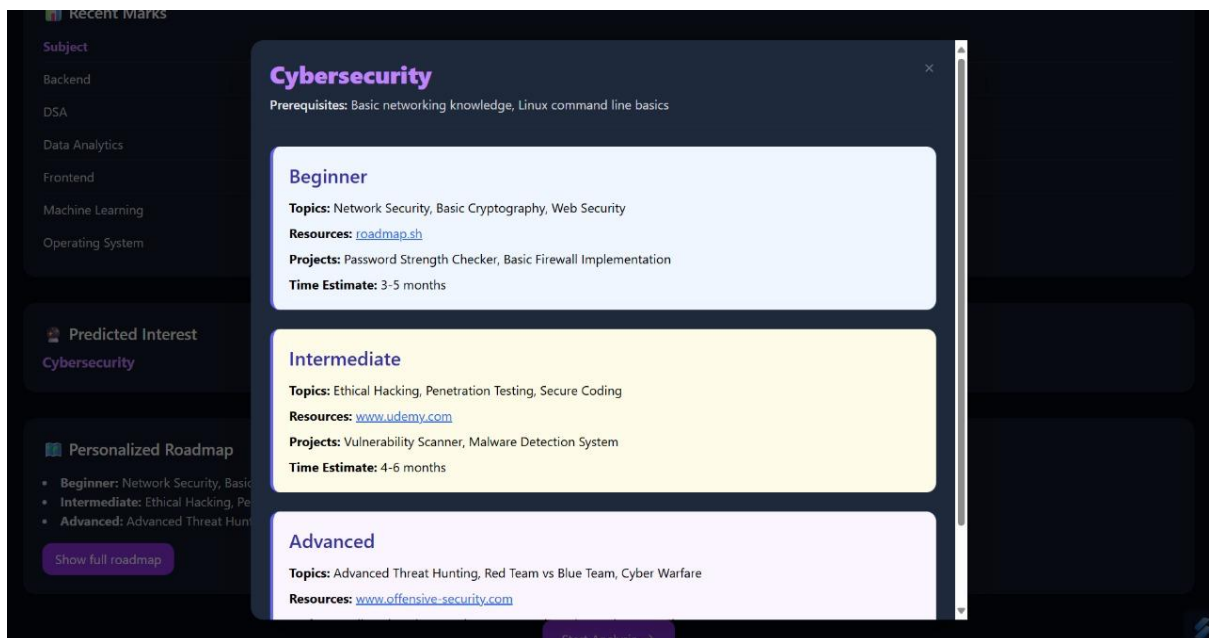 Recent Marks
Subject
Backend
DSA
Data Analytics
Frontend
Machine Learning
Operating System
Predicted Interest
Cybersecurity
Personalized Roadmap
• Beginner: Network Security, Basic
• Intermediate: Ethical Hacking, Pe
• Advanced: Advanced Threat Hunt
Show full roadmap
Cybersecurity
×
Prerequisites: Basic networking knowledge, Linux command line basics
Beginner
Topics: Network Security, Basic Cryptography, Web Security
Resources: roadmap.sh
Projects: Password Strength Checker, Basic Firewall Implementation
Time Estimate: 3-5 months
Intermediate
Topics: Ethical Hacking, Penetration Testing, Secure Coding
Resources: www.udemy.com
Projects: Vulnerability Scanner, Malware Detection System
Time Estimate: 4-6 months
Advanced
Topics: Advanced Threat Hunting, Red Team vs Blue Team, Cyber Warfare
Resources: www.offensive-security.com